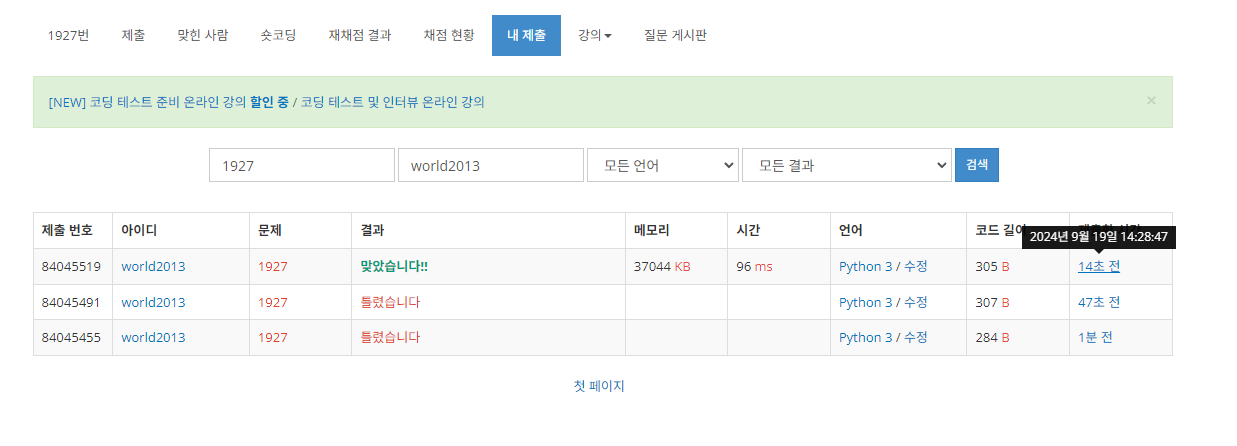 1927번 제출 맞힌 사람 숏코딩 재채점 결과 채점 현황 내 제출 강의 질문 게시판
[NEW] 코딩 테스트 준비 온라인 강의 할인 중 / 코딩 테스트 및 인터뷰 온라인 강의 ×
1927 world2013 모든 언어 모든 결과 검색
제출 번호 아이디 문제 결과 메모리 시간 언어 코드 길이
2024년 9월 19일 14:28:47
84045519 world2013 1927 맞았습니다!! 37044 KB 96 ms Python 3 / 수정 305 B 14초 전
84045491 world2013 1927 틀렸습니다 Python 3 / 수정 307 B 47초 전
84045455 world2013 1927 틀렸습니다 Python 3 / 수정 284 B 1분 전
첫 페이지